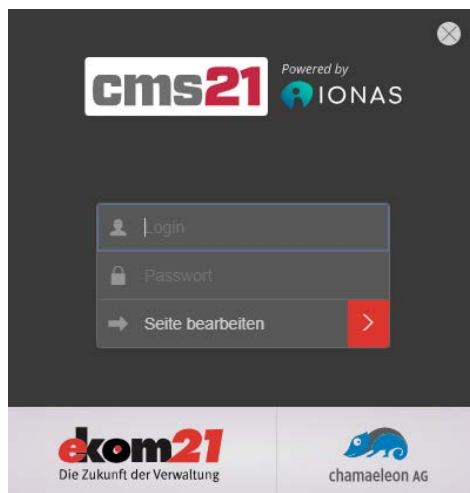 cms21
Powered by
IONAS
Login
Passwort
Seite bearbeiten
ekom21
Die Zukunft der Verwaltung
chamaeleon AG